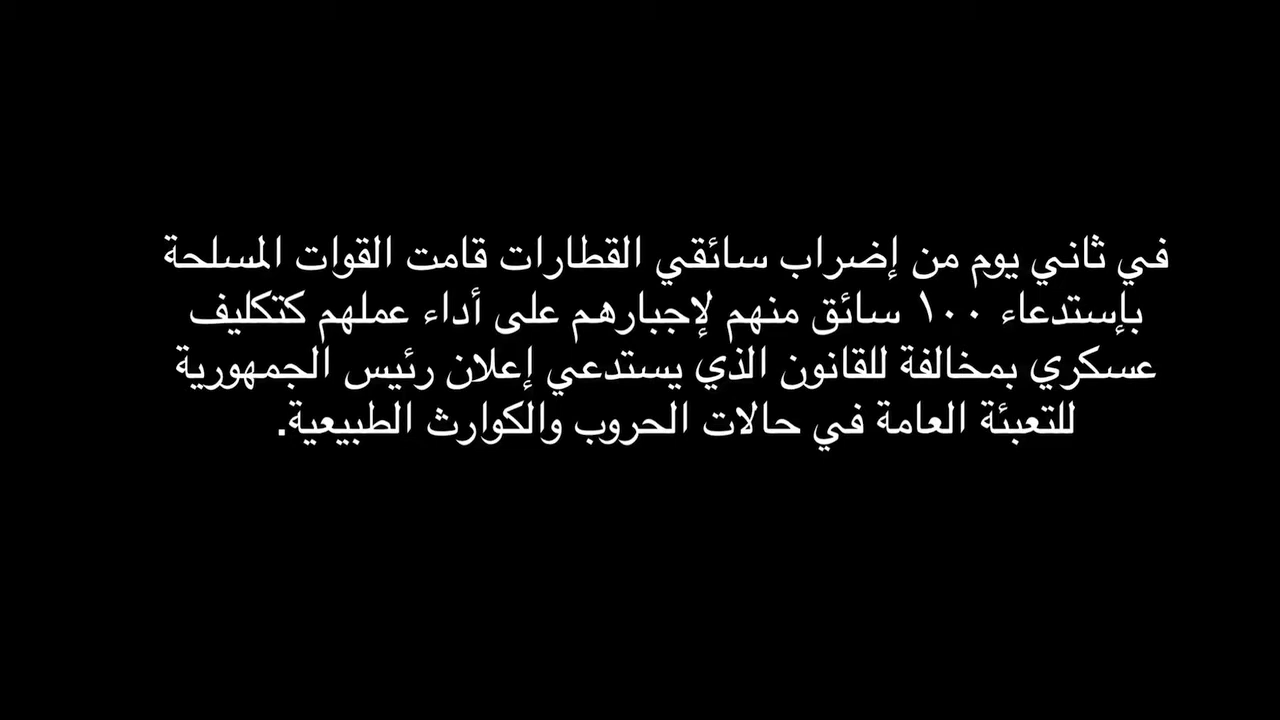 في ثاني يوم من إضراب سائقي القطارات قامت القوات المسلحة
بإستدعاء ١٠٠ سائق منهم لإجبارهم على أداء عملهم كتكليف
عسكري بمخالفة للقانون الذي يستدعي إعلان رئيس الجمهورية
للتعبئة العامة في حالات الحروب والكوارث الطبيعية.